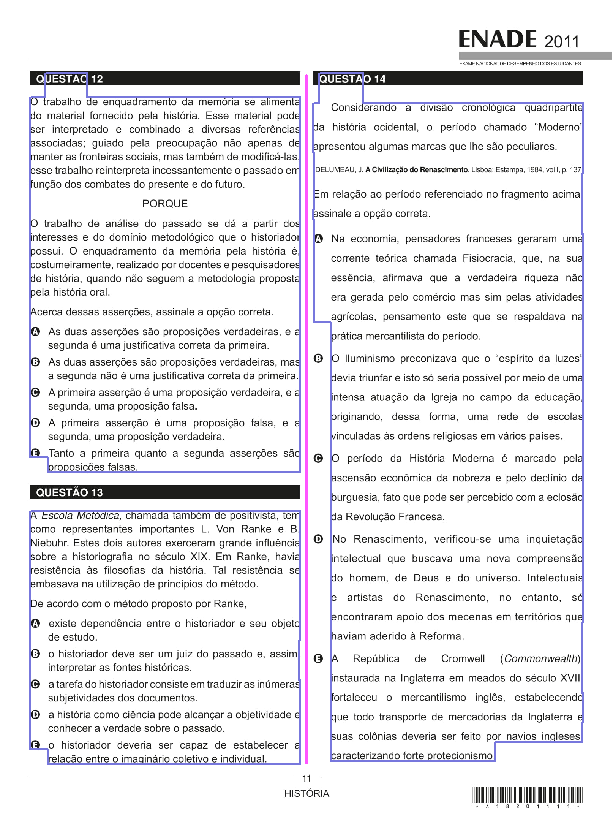 ENADE 2011
EXAME NACIONAL DE DESEMPENHO DOS ESTUDANTES
QUESTÃO 12
O trabalho de enquadramento da memória se alimenta
do material fornecido pela história. Esse material pode
ser interpretado e combinado a diversas referências
associadas; guiado pela preocupação não apenas de
manter as fronteiras sociais, mas também de modificá-las,
esse trabalho reinterpreta incessantemente o passado em
função dos combates do presente e do futuro.
PORQUE
O trabalho de análise do passado se dá a partir dos
interesses e do domínio metodológico que o historiador
possui. O enquadramento da memória pela história é,
costumeiramente, realizado por docentes e pesquisadores
de história, quando não seguem a metodologia proposta
pela história oral.
Acerca dessas asserções, assinale a opção correta.
A As duas asserções são proposições verdadeiras, e a
segunda é uma justificativa correta da primeira.
B As duas asserções são proposições verdadeiras, mas
a segunda não é uma justificativa correta da primeira.
C A primeira asserção é uma proposição verdadeira, e a
segunda, uma proposição falsa.
D A primeira asserção é uma proposição falsa, e a
segunda, uma proposição verdadeira.
E Tanto a primeira quanto a segunda asserções são
proposições falsas.
QUESTÃO 13
A Escola Metódica, chamada também de positivista, tem
como representantes importantes L. Von Ranke e B.
Niebuhr. Estes dois autores exerceram grande influência
sobre a historiografia no século XIX. Em Ranke, havia
resistência às filosofias da história. Tal resistência se
embasava na utilização de princípios do método.
De acordo com o método proposto por Ranke,
A existe dependência entre o historiador e seu objeto
de estudo.
B o historiador deve ser um juiz do passado e, assim,
interpretar as fontes históricas.
C a tarefa do historiador consiste em traduzir as inúmeras
subjetividades dos documentos.
D a história como ciência pode alcançar a objetividade e
conhecer a verdade sobre o passado.
E o historiador deveria ser capaz de estabelecer a
relação entre o imaginário coletivo e individual.
QUESTÃO 14
Considerando a divisão cronológica quadripartite
da história ocidental, o período chamado "Moderno"
apresentou algumas marcas que lhe são peculiares.
DELUMEAU, J. A Civilização do Renascimento. Lisboa: Estampa, 1984, vol I, p. 137
Em relação ao período referenciado no fragmento acima,
assinale a opção correta.
A Na economia, pensadores franceses geraram uma
corrente teórica chamada Fisiocracia, que, na sua
essência, afirmava que a verdadeira riqueza não
era gerada pelo comércio mas sim pelas atividades
agrícolas, pensamento este que se respaldava na
prática mercantilista do período.
B O Iluminismo preconizava que o "espírito da luzes"
devia triunfar e isto só seria possível por meio de uma
intensa atuação da Igreja no campo da educação,
originando, dessa forma, uma rede de escolas
vinculadas às ordens religiosas em vários países.
C O período da História Moderna é marcado pela
ascensão econômica da nobreza e pelo declínio da
burguesia, fato que pode ser percebido com a eclosão
da Revolução Francesa.
D No Renascimento, verificou-se uma inquietação
intelectual que buscava uma nova compreensão
do homem, de Deus e do universo. Intelectuais
e artistas do Renascimento, no entanto, só
encontraram apoio dos mecenas em territórios que
haviam aderido à Reforma.
E A República de Cromwell (Commonwealth),
instaurada na Inglaterra em meados do século XVII,
fortaleceu o mercantilismo inglês, estabelecendo
que todo transporte de mercadorias da Inglaterra e
suas colônias deveria ser feito por navios ingleses,
caracterizando forte protecionismo.
11
HISTÓRIA